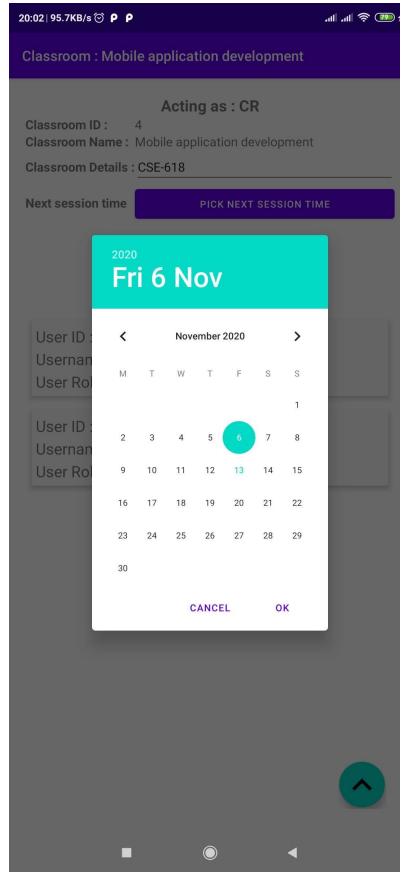 20:02 | 95.7KB/s P P 79
Classroom : Mobile application development
Acting as : CR
Classroom ID : 4
Classroom Name : Mobile application development
Classroom Details : CSE-618
Next session time PICK NEXT SESSION TIME
2020
Fri 6 Nov
November 2020
M T W T F S S
1
2 3 4 5 6 7 8
9 10 11 12 13 14 15
16 17 18 19 20 21 22
23 24 25 26 27 28 29
30
CANCEL OK
User ID :
User Rol
User ID :
User Rol